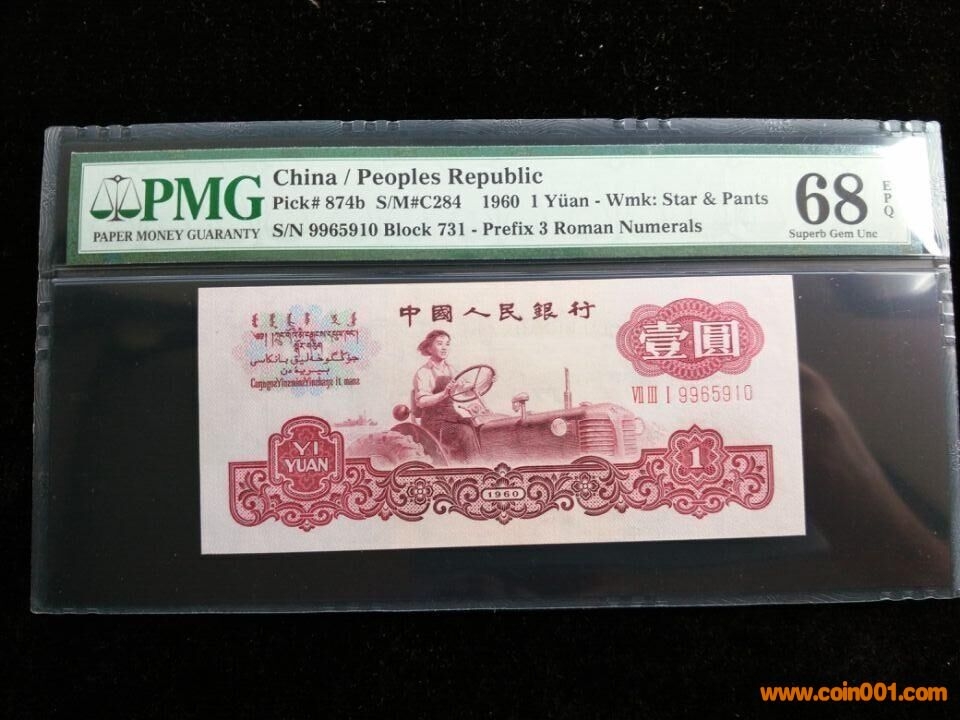 PMG
PAPER MONEY GUARANTY
China / Peoples Republic
Pick# 874b S/M#C284 1960 1 Yüan - Wmk: Star & Pants
S/N 9965910 Block 731 - Prefix 3 Roman Numerals
68
EPQ
Superb Gem Unc
中國人民銀行
壹圓
VII III I 9965910
YI
YUAN
1960
1
www.coin001.com